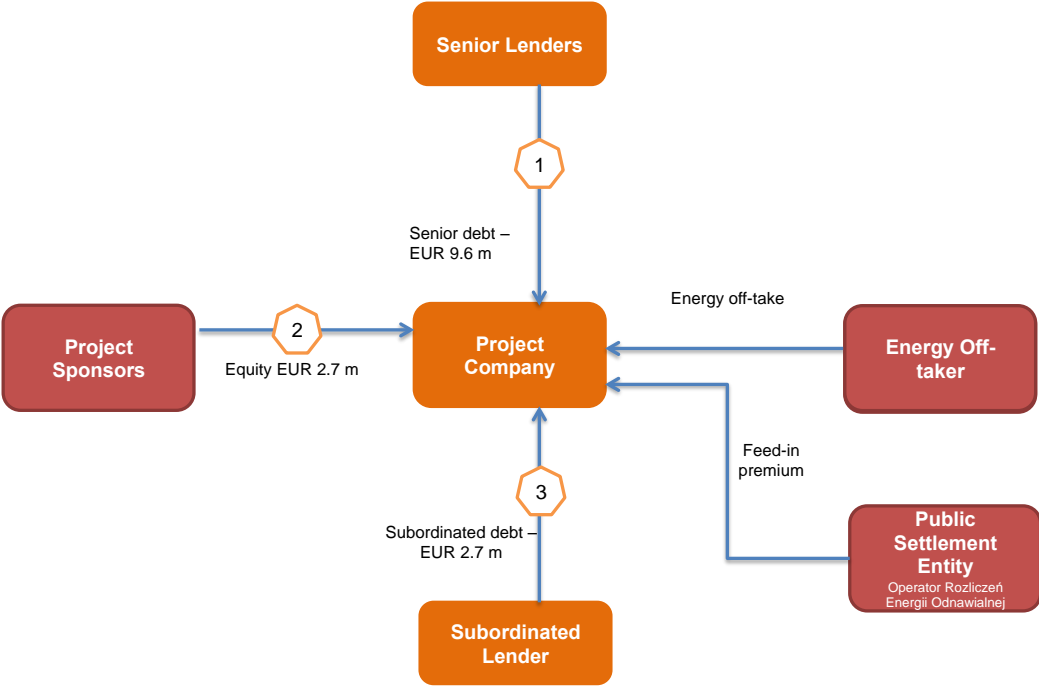 Senior Lenders
1
Senior debt –
EUR 9.6 m
Energy off-take
Project
Sponsors
2
Equity EUR 2.7 m
Project
Company
Energy Off-
taker
Feed-in
premium
3
Subordinated debt –
EUR 2.7 m
Public
Settlement
Entity
Operator Rozliczeń
Energii Odnawialnej
Subordinated
Lender